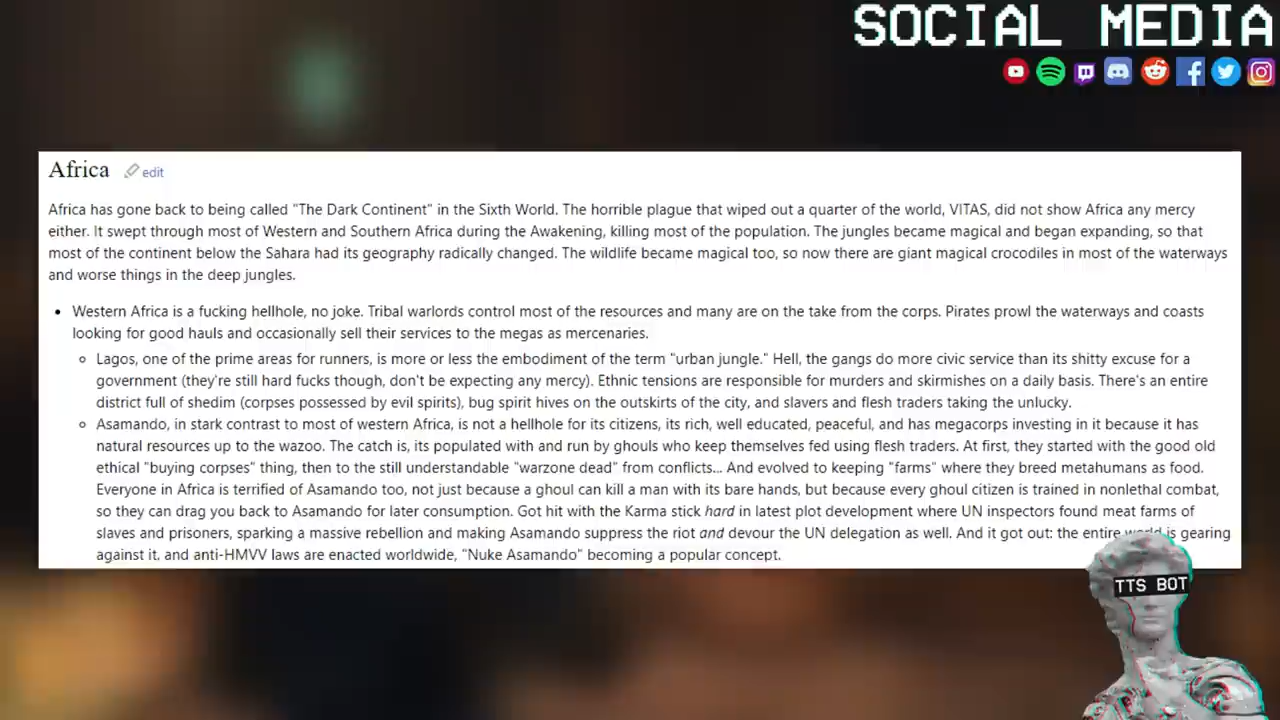 SOCIAL MEDIA
Africa edit
Africa has gone back to being called "The Dark Continent" in the Sixth World. The horrible plague that wiped out a quarter of the world, VITAS, did not show Africa any mercy
either. It swept through most of Western and Southern Africa during the Awakening, killing most of the population. The jungles became magical and began expanding, so that
most of the continent below the Sahara had its geography radically changed. The wildlife became magical too, so now there are giant magical crocodiles in most of the waterways
and worse things in the deep jungles.
• Western Africa is a fucking hellhole, no joke. Tribal warlords control most of the resources and many are on the take from the corps. Pirates prowl the waterways and coasts
looking for good hauls and occasionally sell their services to the megas as mercenaries.
○ Lagos, one of the prime areas for runners, is more or less the embodiment of the term "urban jungle." Hell, the gangs do more civic service than its shitty excuse for a
government (they're still hard fucks though, don't be expecting any mercy). Ethnic tensions are responsible for murders and skirmishes on a daily basis. There's an entire
district full of shedim (corpses possessed by evil spirits), bug spirit hives on the outskirts of the city, and slavers and flesh traders taking the unlucky.
○ Asamando, in stark contrast to most of western Africa, is not a hellhole for its citizens, its rich, well educated, peaceful, and has megacorps investing in it because it has
natural resources up to the wazoo. The catch is, its populated with and run by ghouls who keep themselves fed using flesh traders. At first, they started with the good old
ethical "buying corpses" thing, then to the still understandable "warzone dead" from conflicts... And evolved to keeping "farms" where they breed metahumans as food.
Everyone in Africa is terrified of Asamando too, not just because a ghoul can kill a man with its bare hands, but because every ghoul citizen is trained in nonlethal combat,
so they can drag you back to Asamando for later consumption. Got hit with the Karma stick hard in latest plot development where UN inspectors found meat farms of
slaves and prisoners, sparking a massive rebellion and making Asamando suppress the riot and devour the UN delegation as well. And it got out: the entire world is gearing
against it, and anti-HMVV laws are enacted worldwide, "Nuke Asamando" becoming a popular concept.
TTS BOT